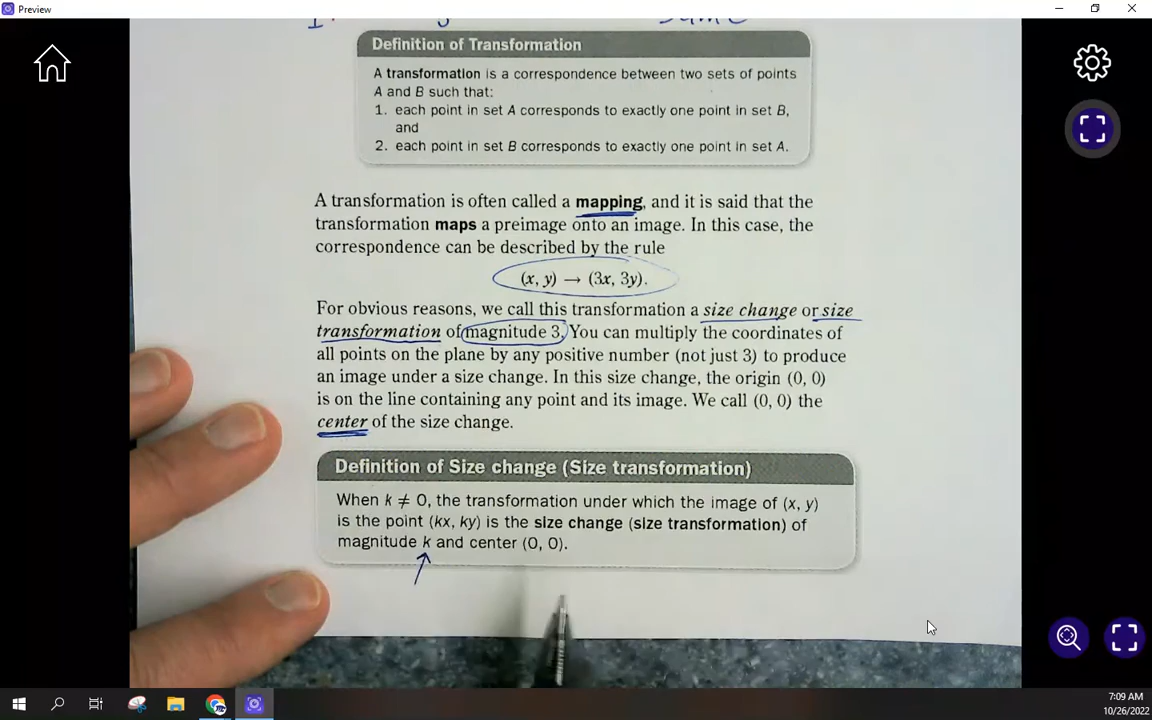 Preview
Definition of Transformation
A transformation is a correspondence between two sets of points
A and B such that:
1. each point in set A corresponds to exactly one point in set B,
and
2. each point in set B corresponds to exactly one point in set A.
A transformation is often called a mapping, and it is said that the
transformation maps a preimage onto an image. In this case, the
correspondence can be described by the rule
(x, y) → (3x, 3y).
For obvious reasons, we call this transformation a size change or size
transformation of magnitude 3. You can multiply the coordinates of
all points on the plane by any positive number (not just 3) to produce
an image under a size change. In this size change, the origin (0, 0)
is on the line containing any point and its image. We call (0, 0) the
center of the size change.
Definition of Size change (Size transformation)
When k ≠ 0, the transformation under which the image of (x, y)
is the point (kx, ky) is the size change (size transformation) of
magnitude k and center (0, 0).
7:09 AM
10/26/2022